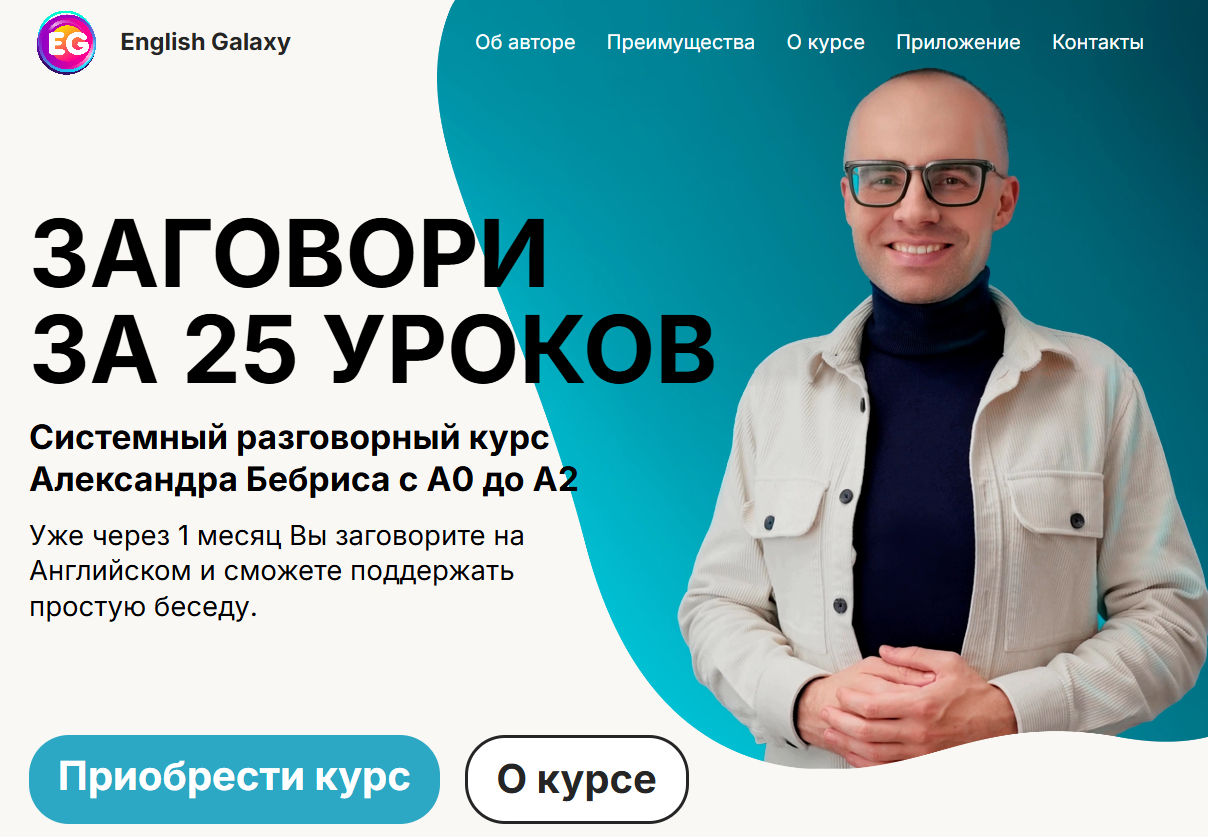 EG
English Galaxy
Об авторе
Преимущества
О курсе
Приложение
Контакты
ЗАГОВОРИ
ЗА 25 УРОКОВ
Системный разговорный курс
Александра Бебриса с А0 до А2
Уже через 1 месяц Вы заговорите на
Английском и сможете поддержать
простую беседу.
Приобрести курс
О курсе